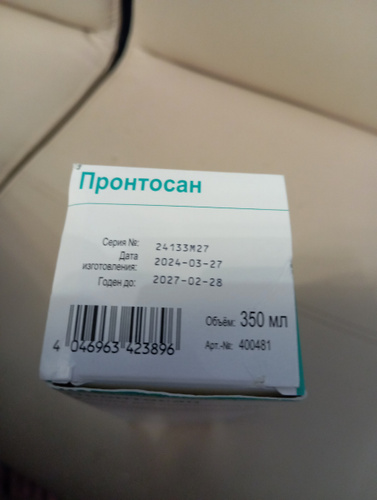 Пронтосан
Серия №: 24133M27
Дата
изготовления: 2024-03-27
Годен до: 2027-02-28
Объём: 350 мл
Арт.-№: 400481
4 046963 423896